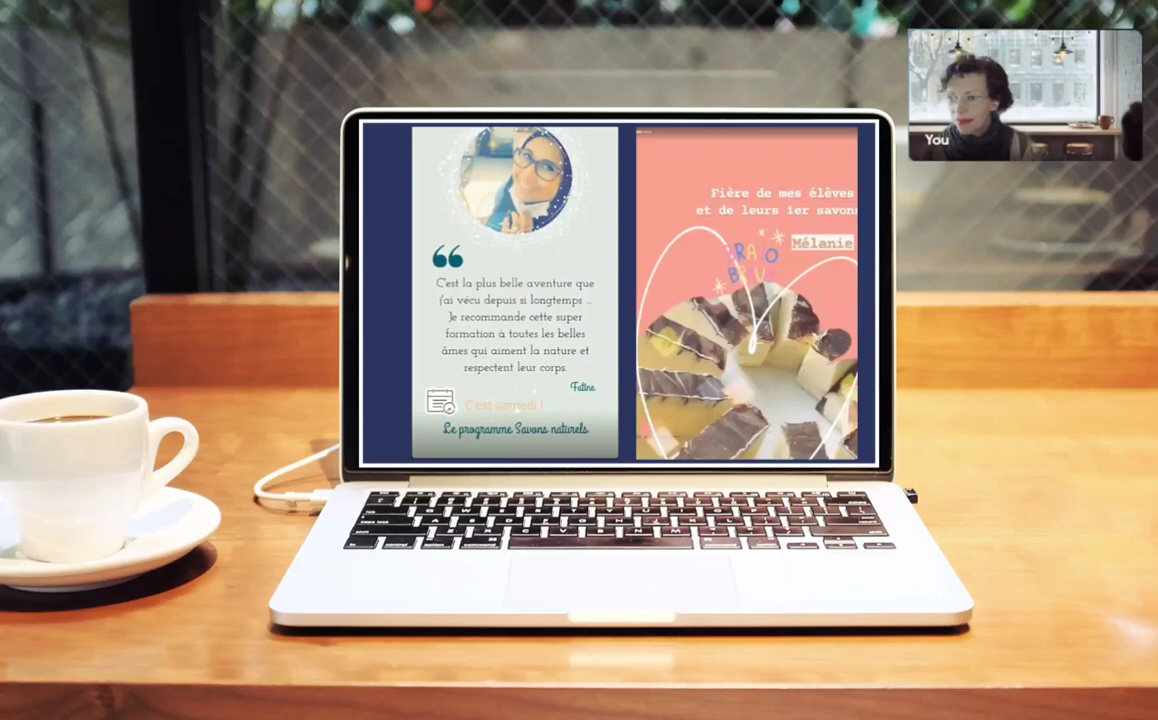 C'est la plus belle aventure que
j'ai vécu depuis si longtemps ...
Je recommande cette super
formation à toutes les belles
âmes qui aiment la nature et
respectent leur corps.
Fatine
C'est samedi !
Le programme Savons naturels
Fière de mes élèves
et de leurs 1er savons
Mélanie
BRAVO
You